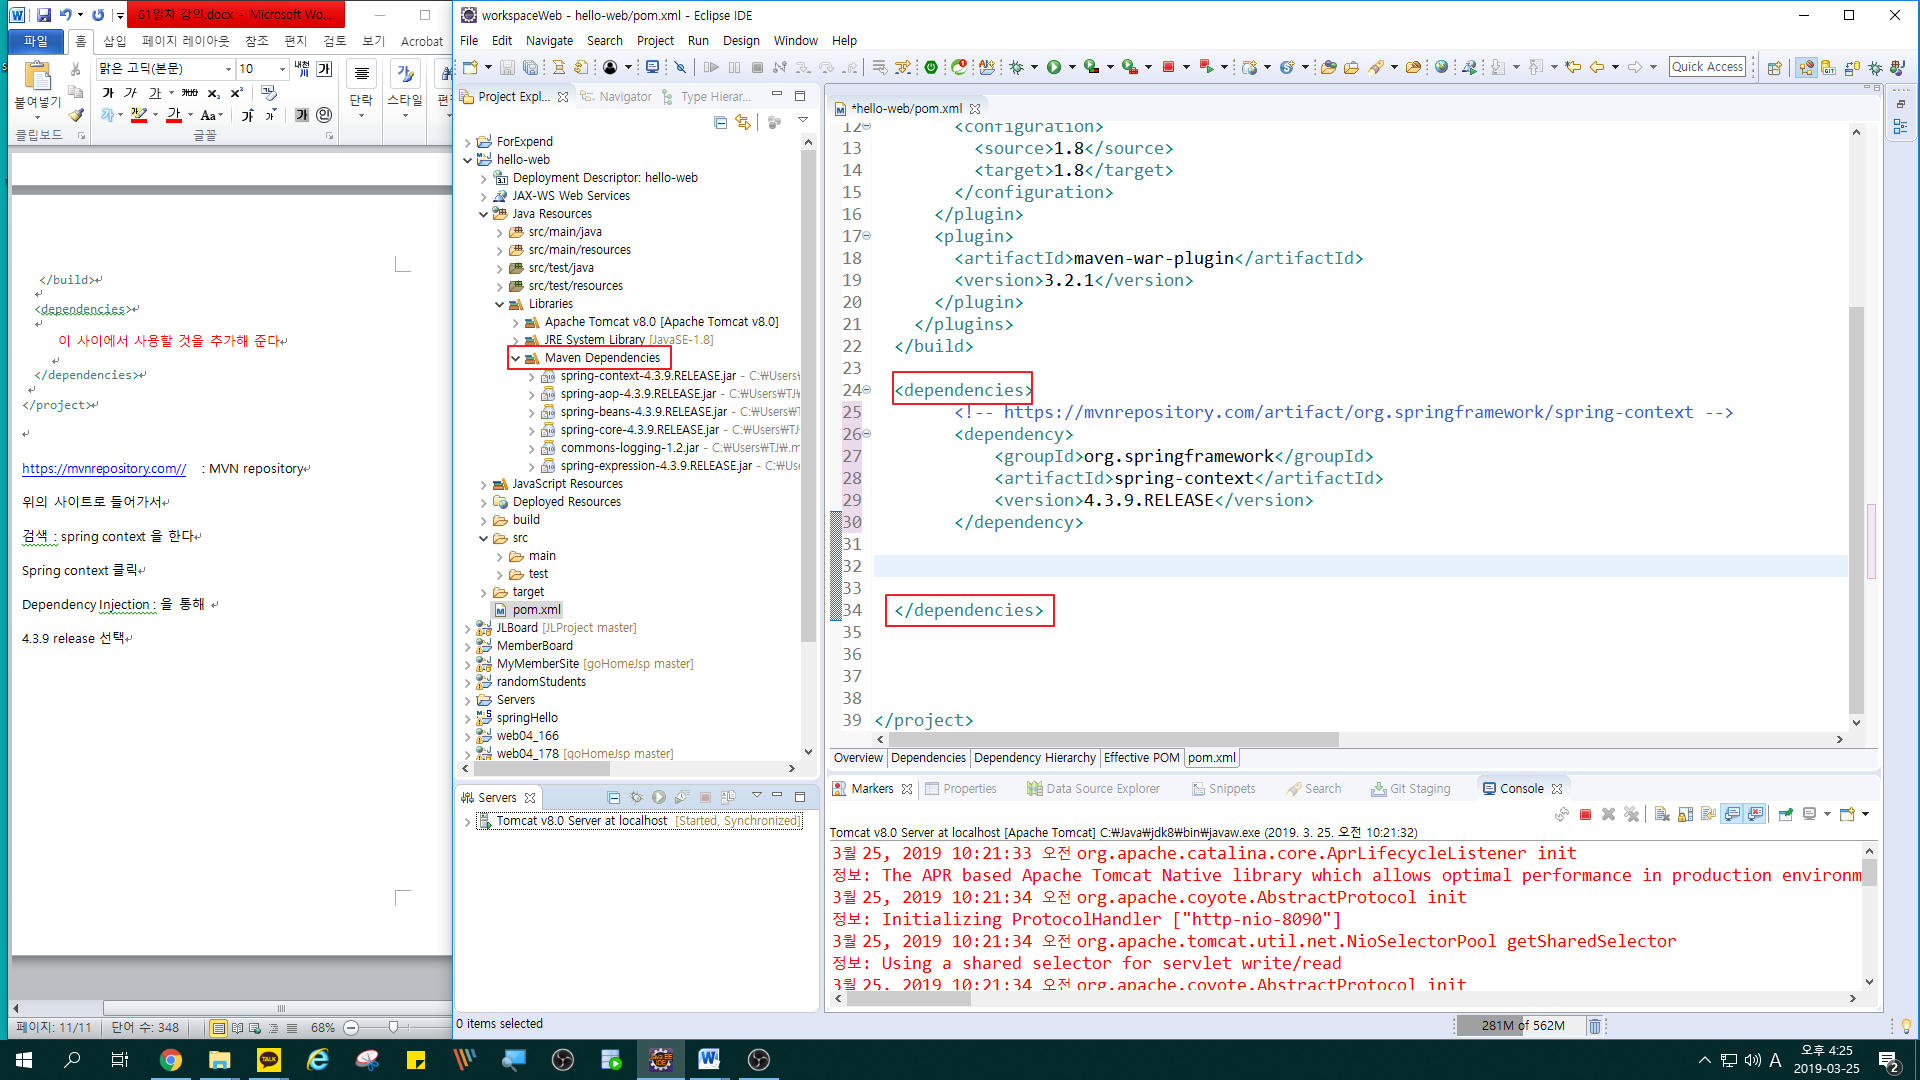 61일차 강의.docx - Microsoft Wo...
파일 홈 삽입 페이지 레이아웃 참조 편지 검토 보기 Acrobat
맑은 고딕(본문) 10
붙여넣기
단락
스타일
클립보드
글꼴
</build>
<dependencies>
이 사이에서 사용할 것을 추가해 준다
</dependencies>
</project>
https://mvnrepository.com// : MVN repository
위의 사이트로 들어가서
검색 : spring context 을 한다
Spring context 클릭
Dependency Injection : 을 통해
4.3.9 release 선택
페이지: 11/11 단어 수: 348 68%
workspaceWeb - hello-web/pom.xml - Eclipse IDE
File Edit Navigate Search Project Run Design Window Help
Quick Access
Project Expl... Navigator Type Hierar...
ForExpend
hello-web
Deployment Descriptor: hello-web
JAX-WS Web Services
Java Resources
src/main/java
src/main/resources
src/test/java
src/test/resources
Libraries
Apache Tomcat v8.0 [Apache Tomcat v8.0]
JRE System Library [JavaSE-1.8]
Maven Dependencies
spring-context-4.3.9.RELEASE.jar - C:₩Users₩
spring-aop-4.3.9.RELEASE.jar - C:₩Users₩TJ
spring-beans-4.3.9.RELEASE.jar - C:₩Users₩T
spring-core-4.3.9.RELEASE.jar - C:₩Users₩TJ
commons-logging-1.2.jar - C:₩Users₩TJ₩.m
spring-expression-4.3.9.RELEASE.jar - C:₩Use
JavaScript Resources
Deployed Resources
build
src
main
test
target
pom.xml
JLBoard [JLProject master]
MemberBoard
MyMemberSite [goHomeJsp master]
randomStudents
Servers
springHello
web04_166
web04_178 [goHomeJsp master]
Servers
Tomcat v8.0 Server at localhost [Started, Synchronized]
0 items selected
*hello-web/pom.xml
12 <configuration>
13 <source>1.8</source>
14 <target>1.8</target>
15 </configuration>
16 </plugin>
17 <plugin>
18 <artifactId>maven-war-plugin</artifactId>
19 <version>3.2.1</version>
20 </plugin>
21 </plugins>
22 </build>
23
24 <dependencies>
25 <!-- https://mvnrepository.com/artifact/org.springframework/spring-context -->
26 <dependency>
27 <groupId>org.springframework</groupId>
28 <artifactId>spring-context</artifactId>
29 <version>4.3.9.RELEASE</version>
30 </dependency>
31
32
33
34 </dependencies>
35
36
37
38
39 </project>
Overview Dependencies Dependency Hierarchy Effective POM pom.xml
Markers Properties Data Source Explorer Snippets Search Git Staging Console
Tomcat v8.0 Server at localhost [Apache Tomcat] C:₩Java₩jdk8₩bin₩javaw.exe (2019. 3. 25. 오전 10:21:32)
3월 25, 2019 10:21:33 오전 org.apache.catalina.core.AprLifecycleListener init
정보: The APR based Apache Tomcat Native library which allows optimal performance in production environm
3월 25, 2019 10:21:34 오전 org.apache.coyote.AbstractProtocol init
정보: Initializing ProtocolHandler ["http-nio-8090"]
3월 25, 2019 10:21:34 오전 org.apache.tomcat.util.net.NioSelectorPool getSharedSelector
정보: Using a shared selector for servlet write/read
3월 25, 2019 10:21:34 오전 org.apache.coyote.AbstractProtocol init
281M of 562M
A
오후 4:25
2019-03-25
2